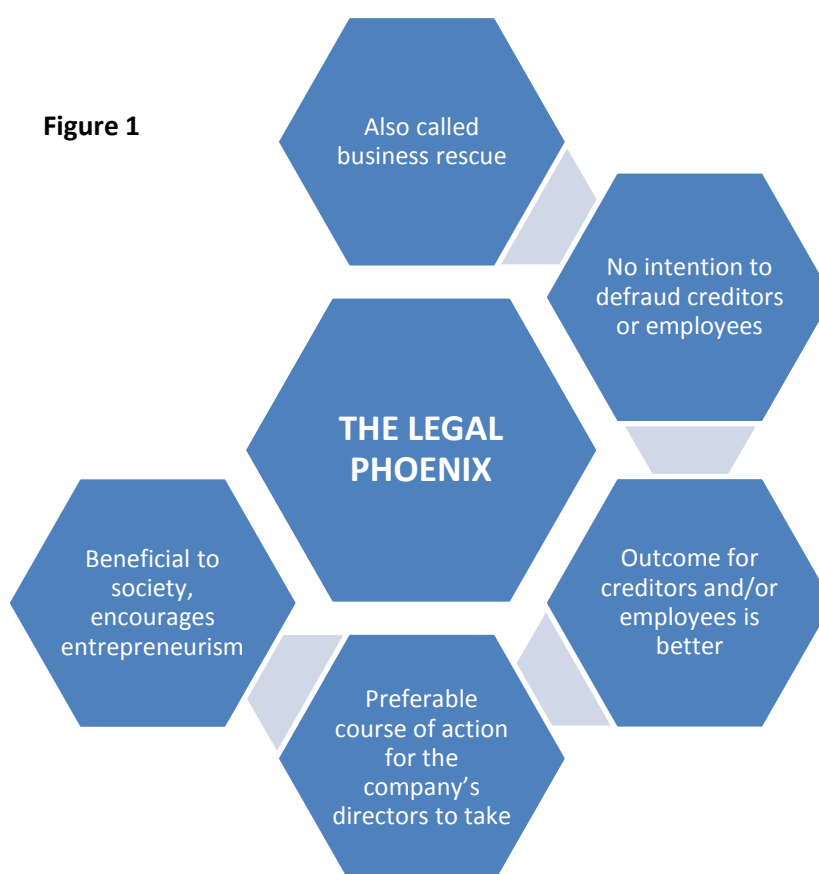 Figure 1
Also called
business rescue
No intention to
defraud creditors
or employees
THE LEGAL
PHOENIX
Outcome for
creditors and/or
employees is
better
Preferable
course of action
for the
company’s
directors to take
Beneficial to
society,
encourages
entrepreneurism